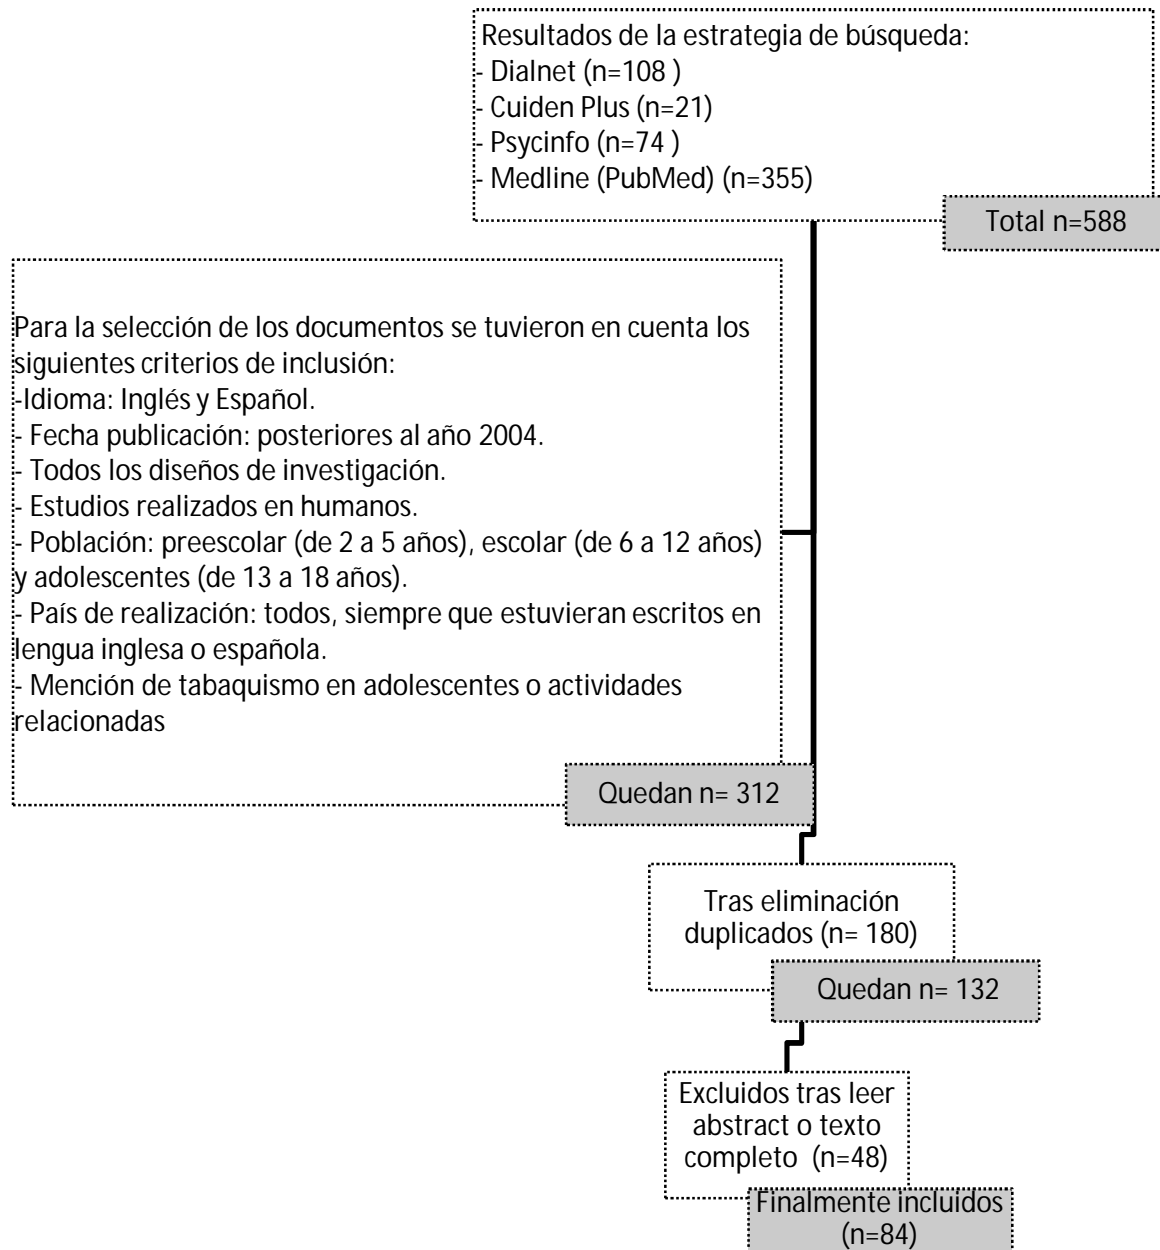 Resultados de la estrategia de búsqueda:
- Dialnet (n=108 )
- Cuiden Plus (n=21)
- Psycinfo (n=74 )
- Medline (PubMed) (n=355)
Total n=588
Para la selección de los documentos se tuvieron en cuenta los
siguientes criterios de inclusión:
-Idioma: Inglés y Español.
- Fecha publicación: posteriores al año 2004.
- Todos los diseños de investigación.
- Estudios realizados en humanos.
- Población: preescolar (de 2 a 5 años), escolar (de 6 a 12 años)
y adolescentes (de 13 a 18 años).
- País de realización: todos, siempre que estuvieran escritos en
lengua inglesa o española.
- Mención de tabaquismo en adolescentes o actividades
relacionadas
Quedan n= 312
Tras eliminación
duplicados (n= 180)
Quedan n= 132
Excluidos tras leer
abstract o texto
completo (n=48)
Finalmente incluidos
(n=84)